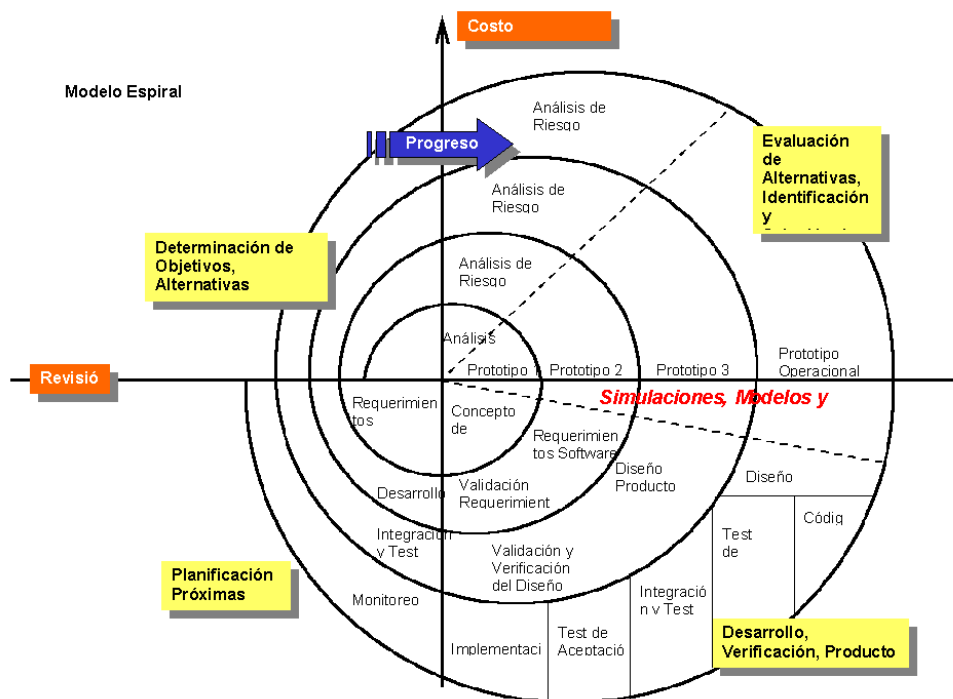 Costo
Modelo Espiral
Progreso
Análisis de
Riesgo
Evaluación
de
Alternativas,
Identificación
y
Análisis de
Riesgo
Determinación de
Objetivos,
Alternativas
Análisis de
Riesgo
Análisis
Revisió
Prototipo 1
Prototipo 2
Prototipo 3
Prototipo
Operacional
Simulaciones, Modelos y
Requerimien
tos
Concepto
de
Requerimien
tos Software
Diseño
Producto
Diseño
Desarrollo
Validación
Requerimient
Códig
Test
de
Integración
y Test
Validación y
Verificación
del Diseño
Planificación
Próximas
Monitoreo
Integració
n y Test
Implementaci
Test de
Aceptació
Desarrollo,
Verificación, Producto